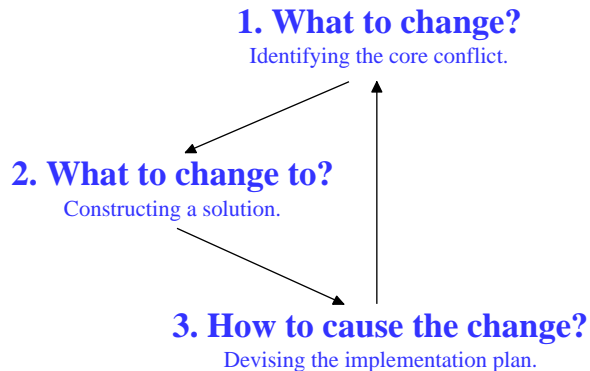 1. What to change?
Identifying the core conflict.
2. What to change to?
Constructing a solution.
3. How to cause the change?
Devising the implementation plan.